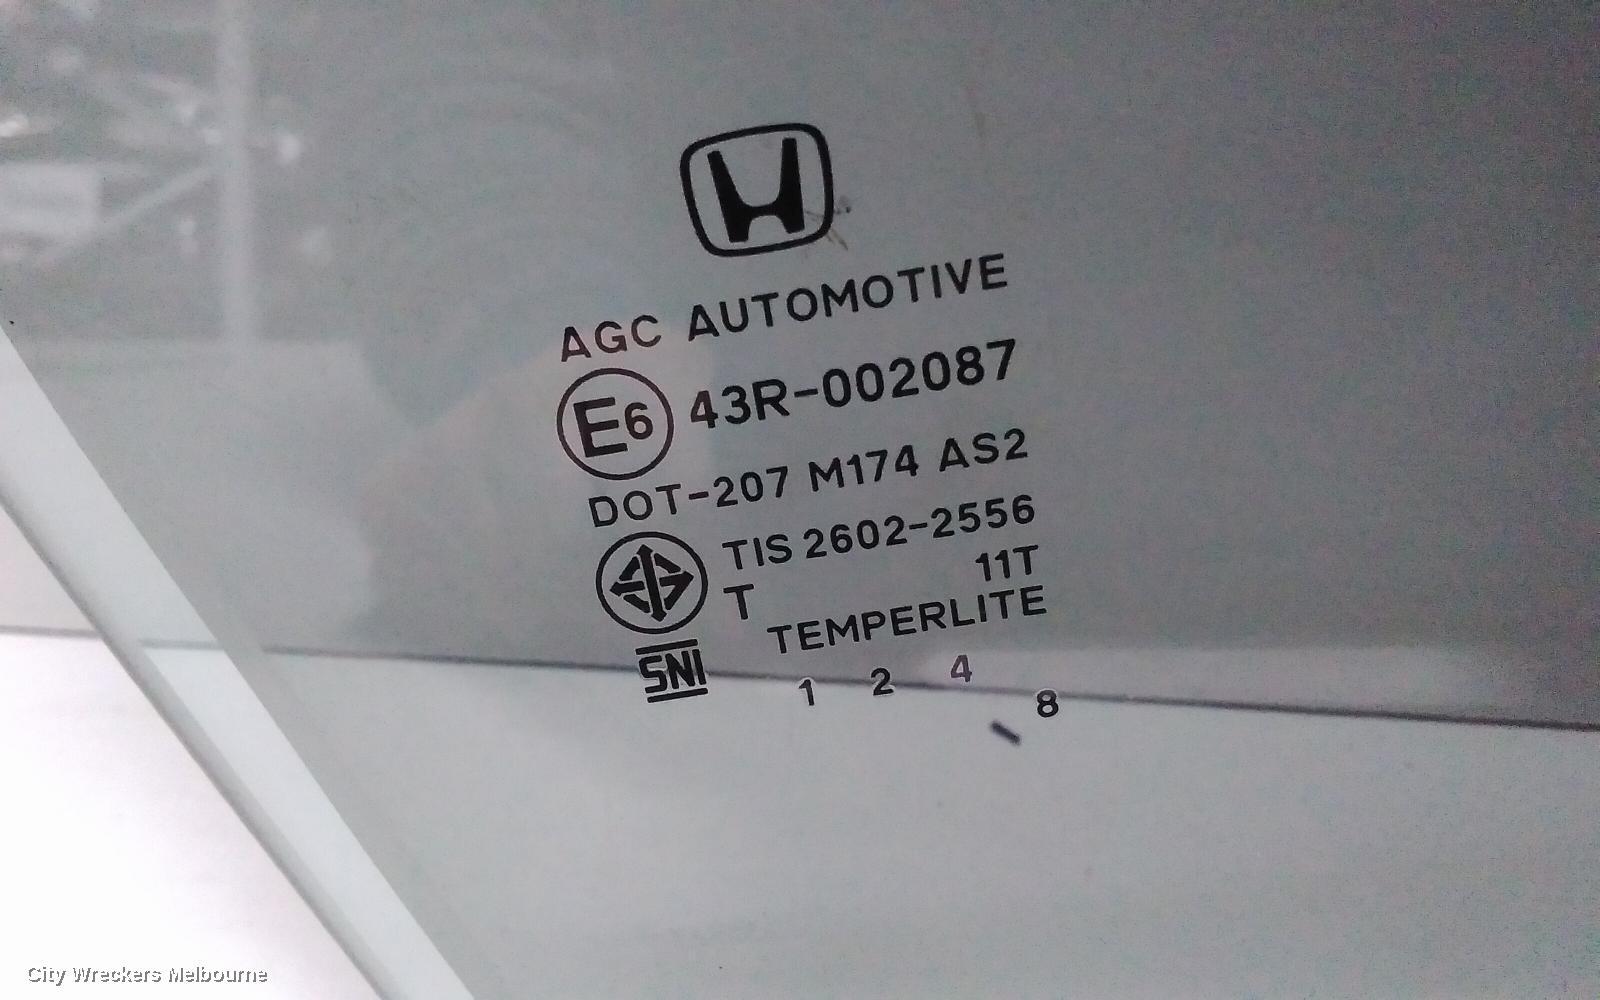 AGC AUTOMOTIVE
E6 43R-002087
DOT-207 M174 AS2
TIS 2602-2556
T 11T
TEMPERLITE
SNI
1 2 4 8
City Wreckers Melbourne